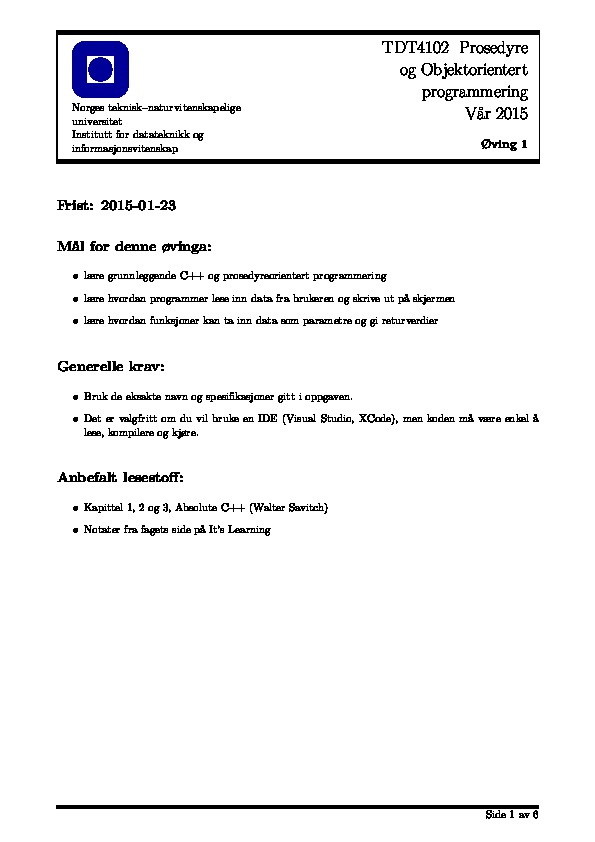 TDT4102 Prosedyre
og Objektorientert
programmering
Vår 2015
Øving 1
Norges teknisk–naturvitenskapelige
universitet
Institutt for datateknikk og
informasjonsvitenskap
Frist: 2015-01-23
Mål for denne øvinga:
• lære grunnleggende C++ og prosedyreorientert programmering
• lære hvordan programmer lese inn data fra brukeren og skrive ut på skjermen
• lære hvordan funksjoner kan ta inn data som parametre og gi returverdier
Generelle krav:
• Bruk de eksakte navn og spesifikasjoner gitt i oppgaven.
• Det er valgfritt om du vil bruke en IDE (Visual Studio, XCode), men koden må være enkel å
lese, kompilere og kjøre.
Anbefalt lesestoff:
• Kapittel 1, 2 og 3, Absolute C++ (Walter Savitch)
• Notater fra fagets side på It's Learning
Side 1 av 6